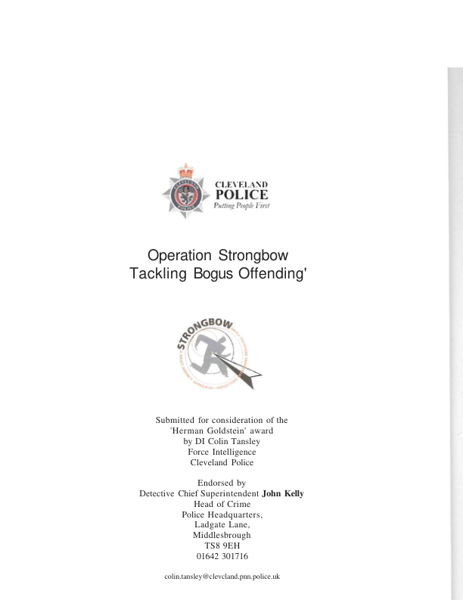 CLEVELAND
POLICE
Putting People First
Operation Strongbow
Tackling Bogus Offending'
STRONGBOW
Submitted for consideration of the
'Herman Goldstein' award
by DI Colin Tansley
Force Intelligence
Cleveland Police
Endorsed by
Detective Chief Superintendent John Kelly
Head of Crime
Police Headquarters,
Ladgate Lane,
Middlesbrough
TS8 9EH
01642 301716
colin.tansley@clevcland.pnn.police.uk